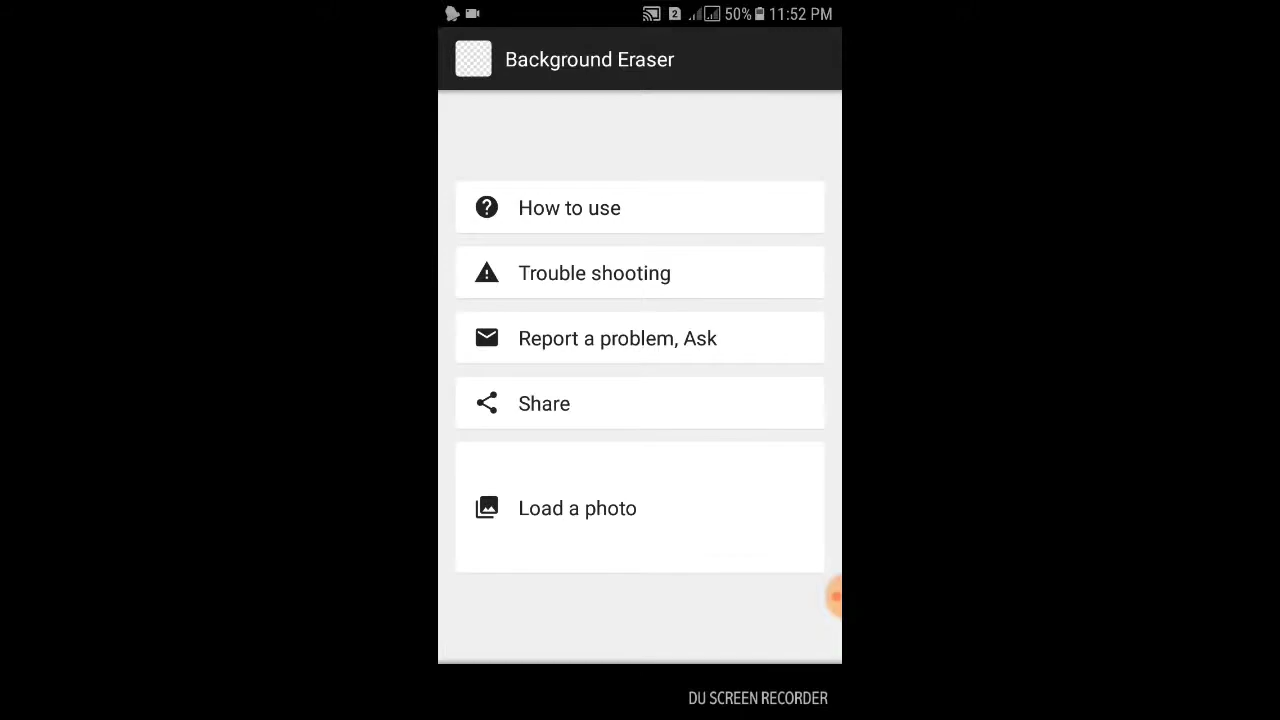 2 50% 11:52 PM
Background Eraser
How to use
Trouble shooting
Report a problem, Ask
Share
Load a photo
DU SCREEN RECORDER